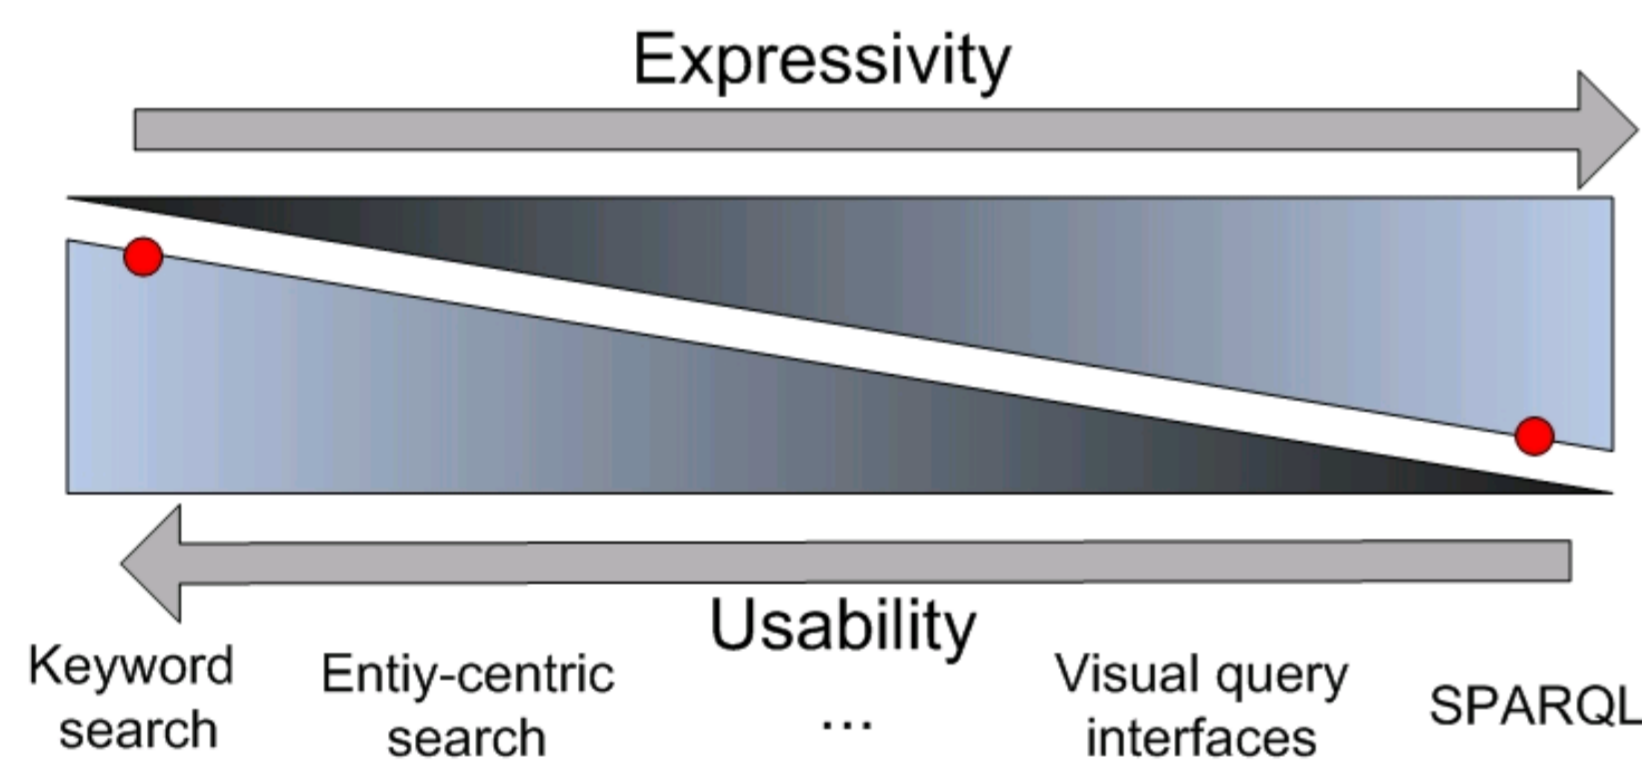 Expressivity
Usability
Keyword
search
Entiy-centric
search
...
Visual query
interfaces
SPARQL